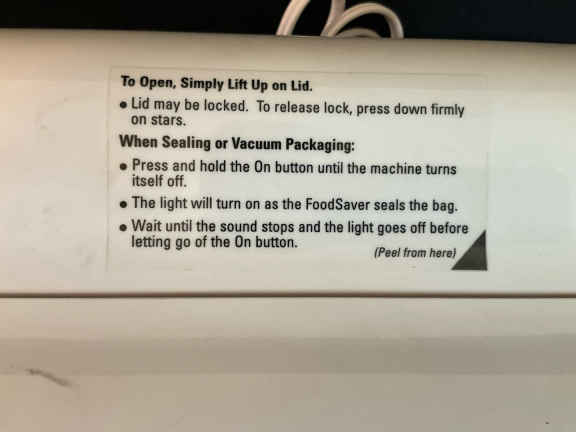 To Open, Simply Lift Up on Lid.
• Lid may be locked. To release lock, press down firmly
on stars.
When Sealing or Vacuum Packaging:
• Press and hold the On button until the machine turns
itself off.
• The light will turn on as the FoodSaver seals the bag.
• Wait until the sound stops and the light goes off before
letting go of the On button.
(Peel from here)